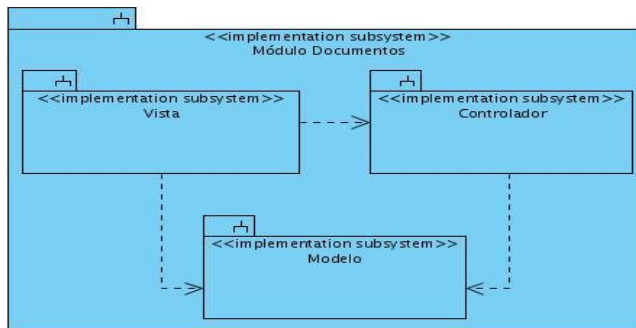 <<implementation subsystem>>
Módulo Documentos
<<implementation subsystem>>
Vista
<<implementation subsystem>>
Controlador
<<implementation subsystem>>
Modelo